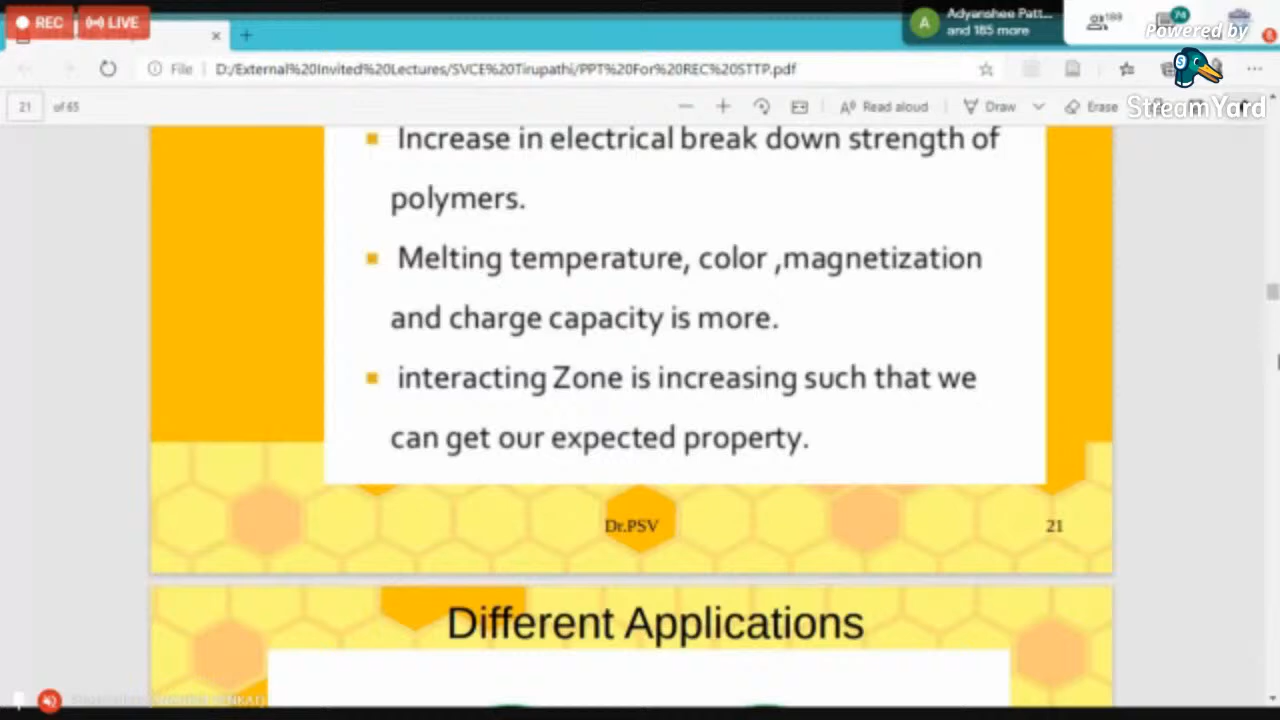 REC
LIVE
A
Adyanshee Patt...
and 185 more
189
74
Powered by
File
D:/External%20Invited%20Lectures/SVCE%20Tirupathi/PPT%20For%20REC%20STTP.pdf
21 of 65
Read aloud
Draw
Erase
StreamYard
Increase in electrical break down strength of
polymers.
Melting temperature, color ,magnetization
and charge capacity is more.
interacting Zone is increasing such that we
can get our expected property.
Dr.PSV
21
Different Applications